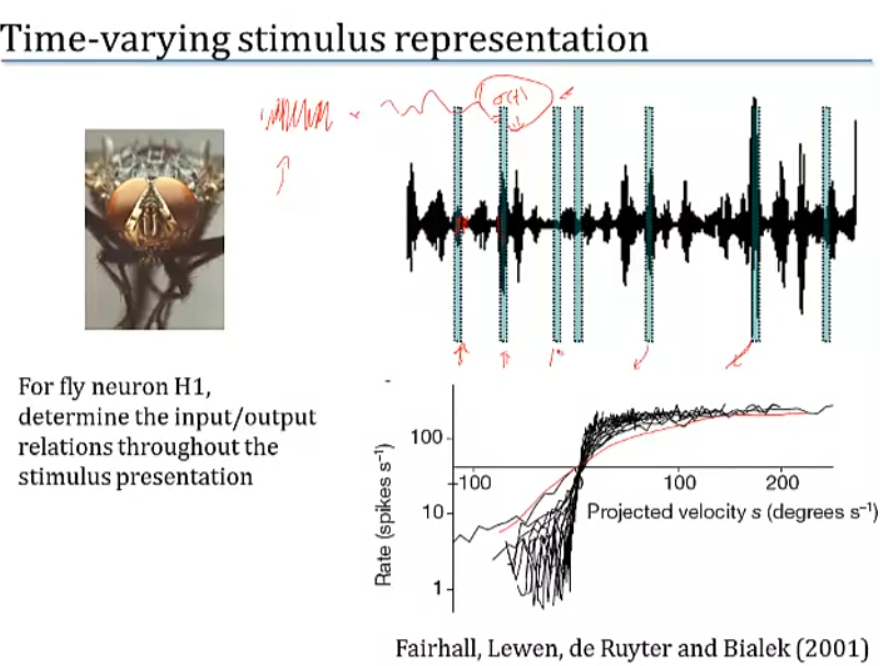 Time-varying stimulus representation
σ(t)
For fly neuron H1,
determine the input/output
relations throughout the
stimulus presentation
Rate (spikes s⁻¹)
100
10
1
-100
0
100
200
Projected velocity s (degrees s⁻¹)
Fairhall, Lewen, de Ruyter and Bialek (2001)